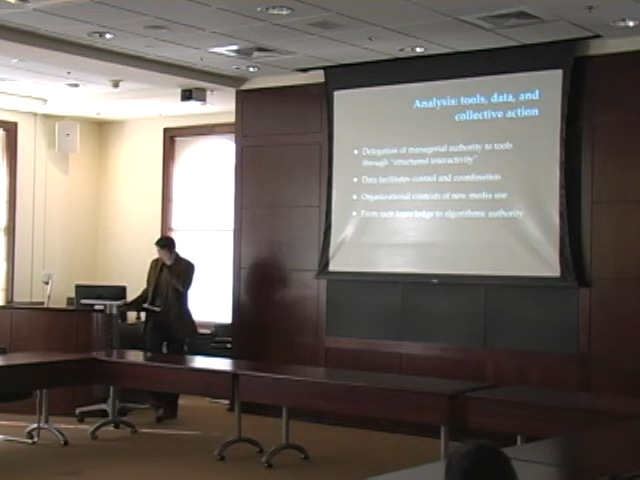 Analysis: tools, data, and
collective action
• Delegation of managerial authority to tools
through "structured interactivity"
• Data facilitates control and coordination
• Organizational contexts of new media use
• From tacit knowledge to algorithmic authority